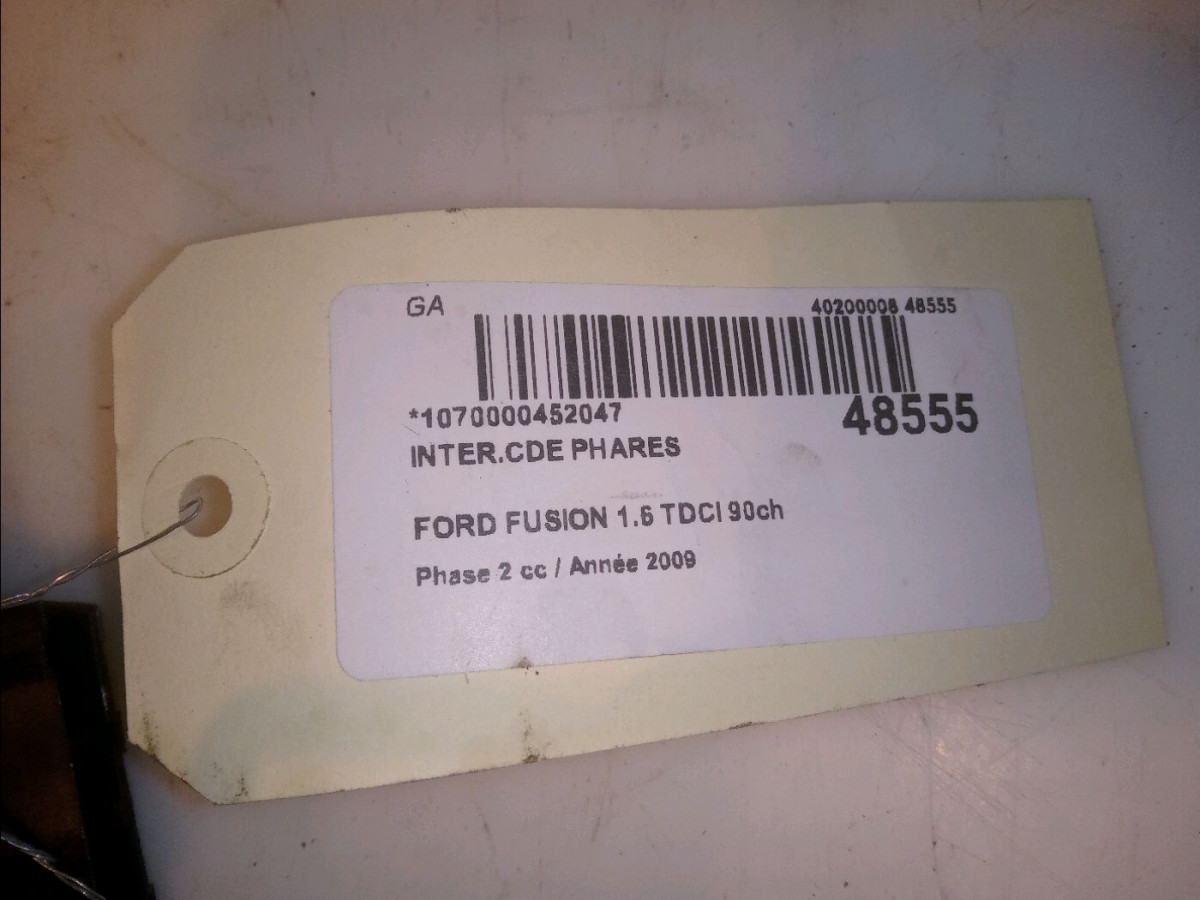 GA 40200008 48555
*1070000452047 48555
INTER.CDE PHARES
FORD FUSION 1.6 TDCI 90ch
Phase 2 cc / Année 2009